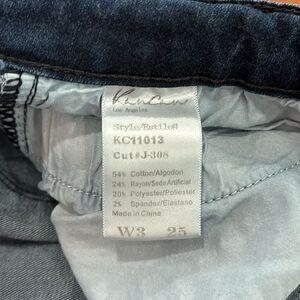 KanCan
Los Angeles
Style/Estilo#
KC11013
Cut#J-308
54% Cotton/Algodon
24% Rayon/Seda Artificial
20% Polyester/Poliester
2% Spandex/Elastano
Made in China
W3 25